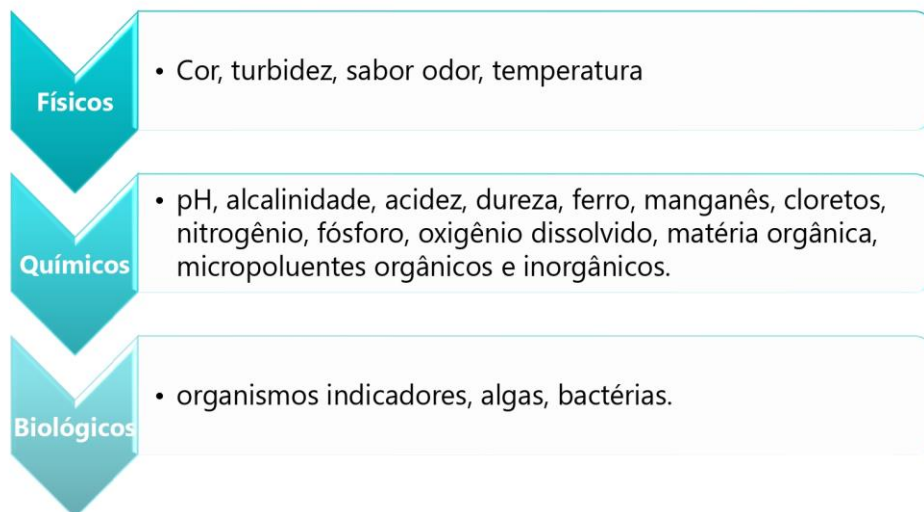 Físicos
• Cor, turbidez, sabor odor, temperatura
Químicos
• pH, alcalinidade, acidez, dureza, ferro, manganês, cloretos,
nitrogênio, fósforo, oxigênio dissolvido, matéria orgânica,
micropoluentes orgânicos e inorgânicos.
Biológicos
• organismos indicadores, algas, bactérias.